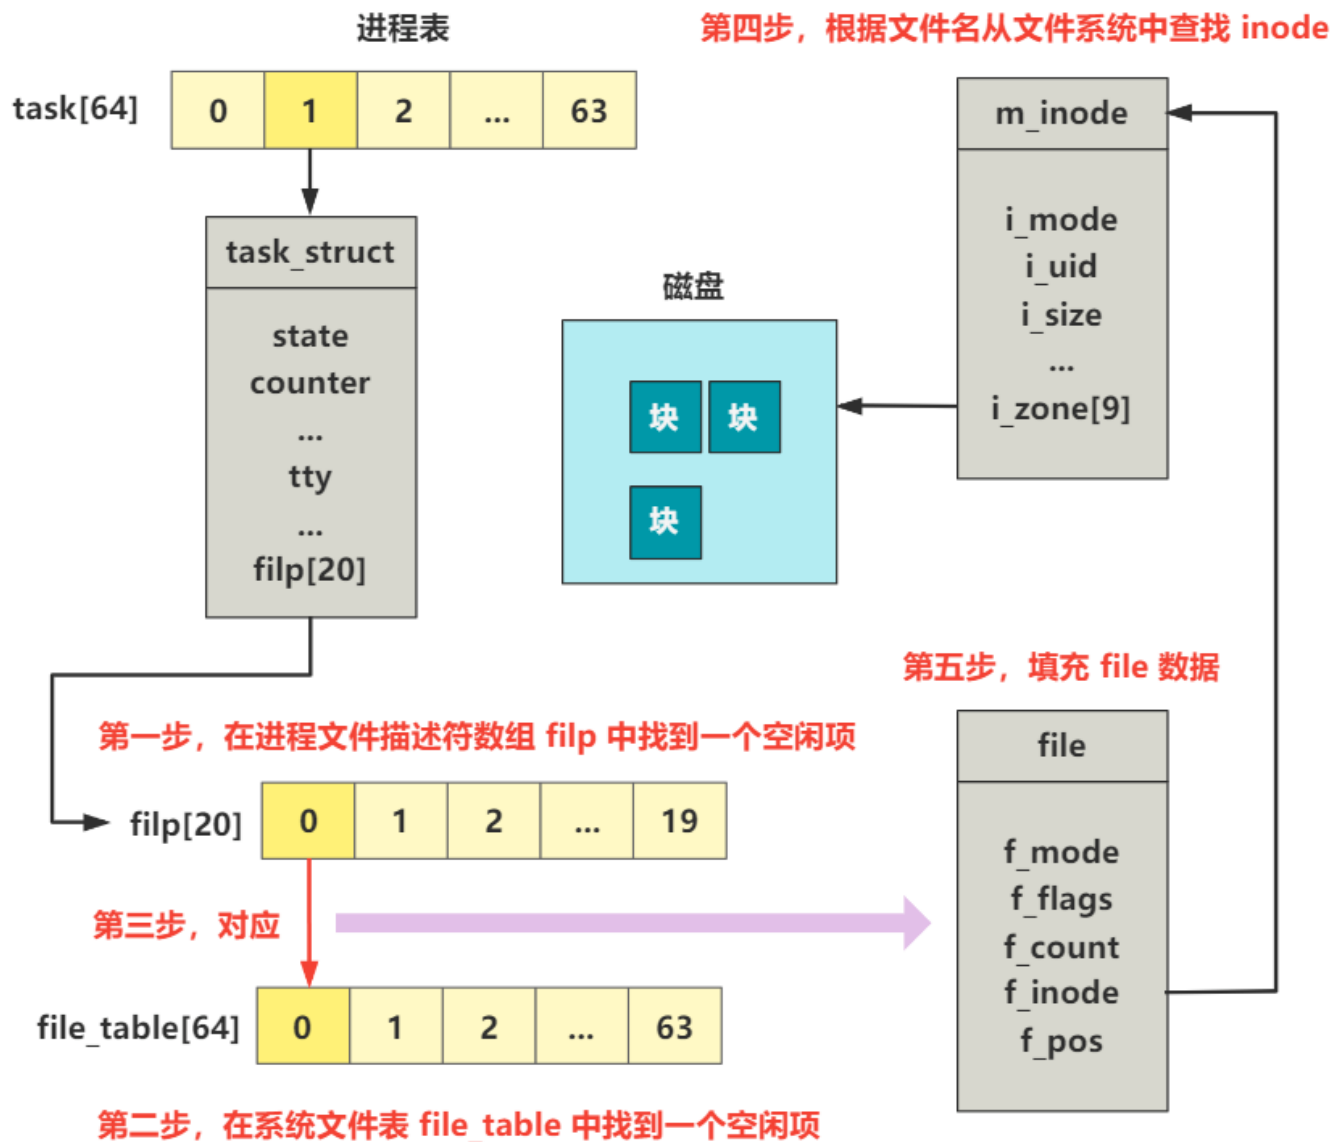 进程表
第四步，根据文件名从文件系统中查找 inode
task[64]
0 1 2 ... 63
m_inode
i_mode
i_uid
i_size
...
i_zone[9]
task_struct
state
counter
...
tty
...
filp[20]
磁盘
块 块
块
第五步，填充 file 数据
第一步，在进程文件描述符数组 filp 中找到一个空闲项
filp[20]
0 1 2 ... 19
第三步，对应
file_table[64]
0 1 2 ... 63
第二步，在系统文件表 file_table 中找到一个空闲项
file
f_mode
f_flags
f_count
f_inode
f_pos